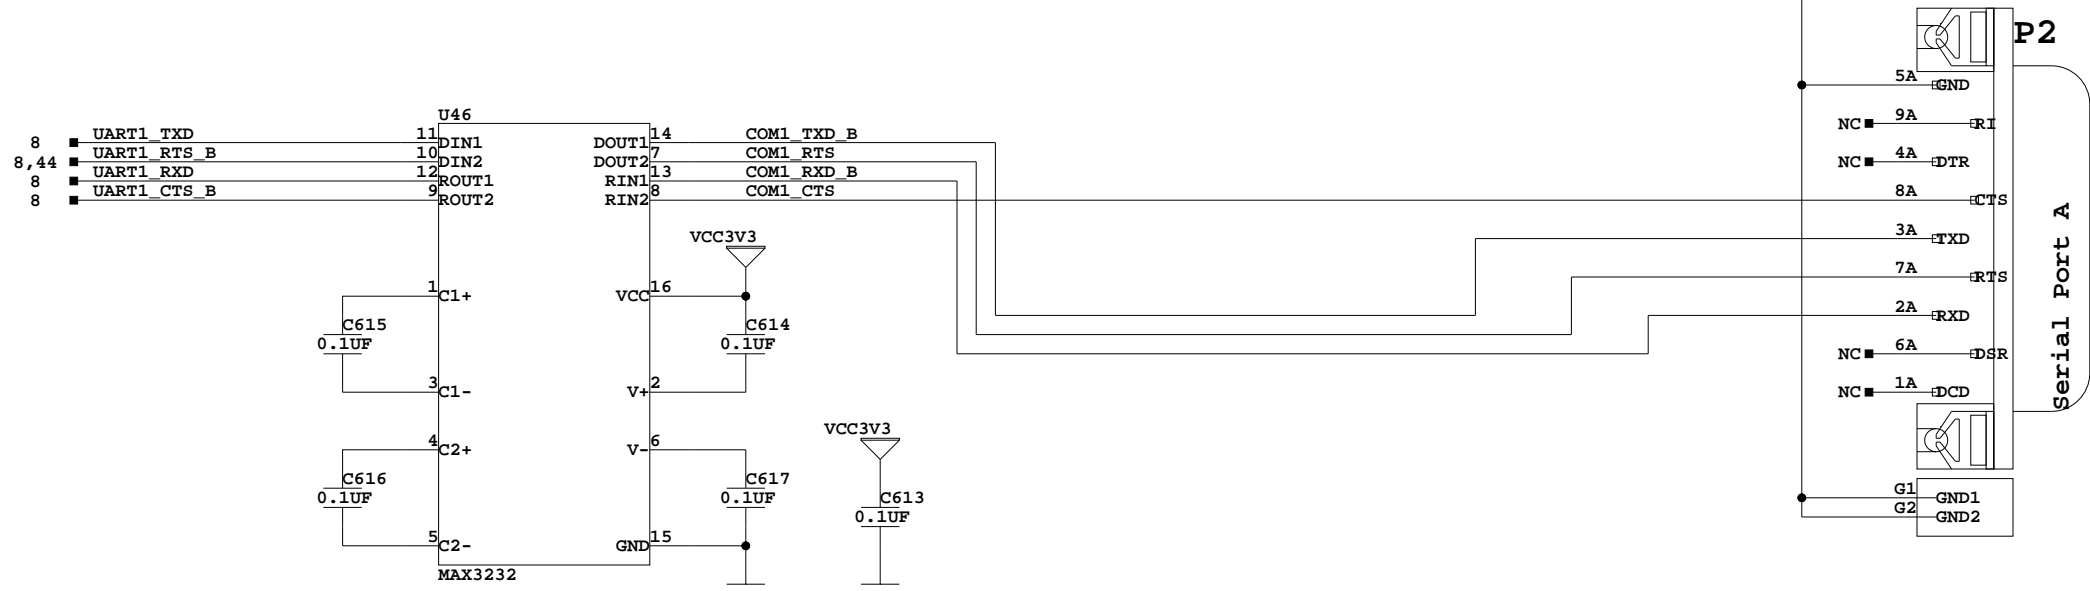 P2
5A GND
U46
9A
NC RI
8 UART1_TXD 11 DIN1 DOUT1 14 COM1_TXD_B
8,44 UART1_RTS_B 10 DIN2 DOUT2 7 COM1_RTS
4A
NC DTR
8 UART1_RXD 12 ROUT1 RIN1 13 COM1_RXD_B
8 UART1_CTS_B 9 ROUT2 RIN2 8 COM1_CTS 8A CTS
3A TXD
VCC3V3
7A RTS
1 C1+ VCC 16
2A RXD
C615 C614
0.1UF 0.1UF
6A
NC DSR
3 C1- V+ 2
1A
NC DCD
Serial Port A
VCC3V3
4 C2+ V- 6
C616 C617
0.1UF 0.1UF
C613
0.1UF
G1 GND1
G2 GND2
5 C2- GND 15
MAX3232